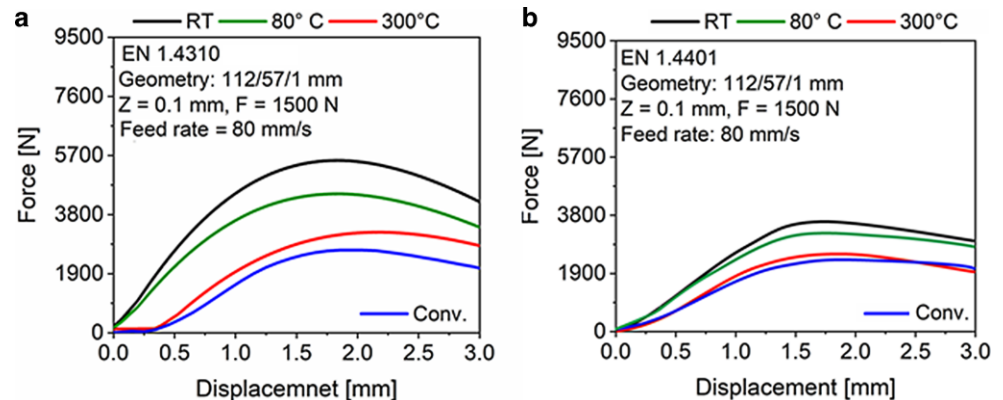 a
RT 80° C 300°C
9500
7600
5700
3800
1900
0
Force [N]
EN 1.4310
Geometry: 112/57/1 mm
Z = 0.1 mm, F = 1500 N
Feed rate = 80 mm/s
Conv.
0.0 0.5 1.0 1.5 2.0 2.5 3.0
Displacemnet [mm]
b
RT 80° C 300°C
9500
7600
5700
3800
1900
0
Force [N]
EN 1.4401
Geometry: 112/57/1 mm
Z = 0.1 mm, F = 1500 N
Feed rate: 80 mm/s
Conv.
0.0 0.5 1.0 1.5 2.0 2.5 3.0
Displacement [mm]